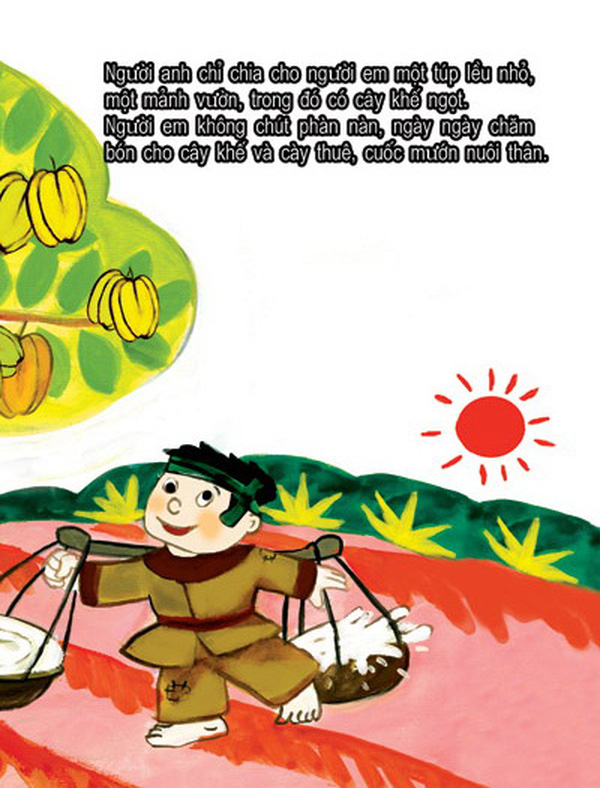 Người anh chỉ chia cho người em một túp lều nhỏ,
một mảnh vườn, trong đó có cây khế ngọt.
Người em không chút phàn nàn, ngày ngày chăm
bón cho cây khế và cày thuê, cuốc mướn nuôi thân.